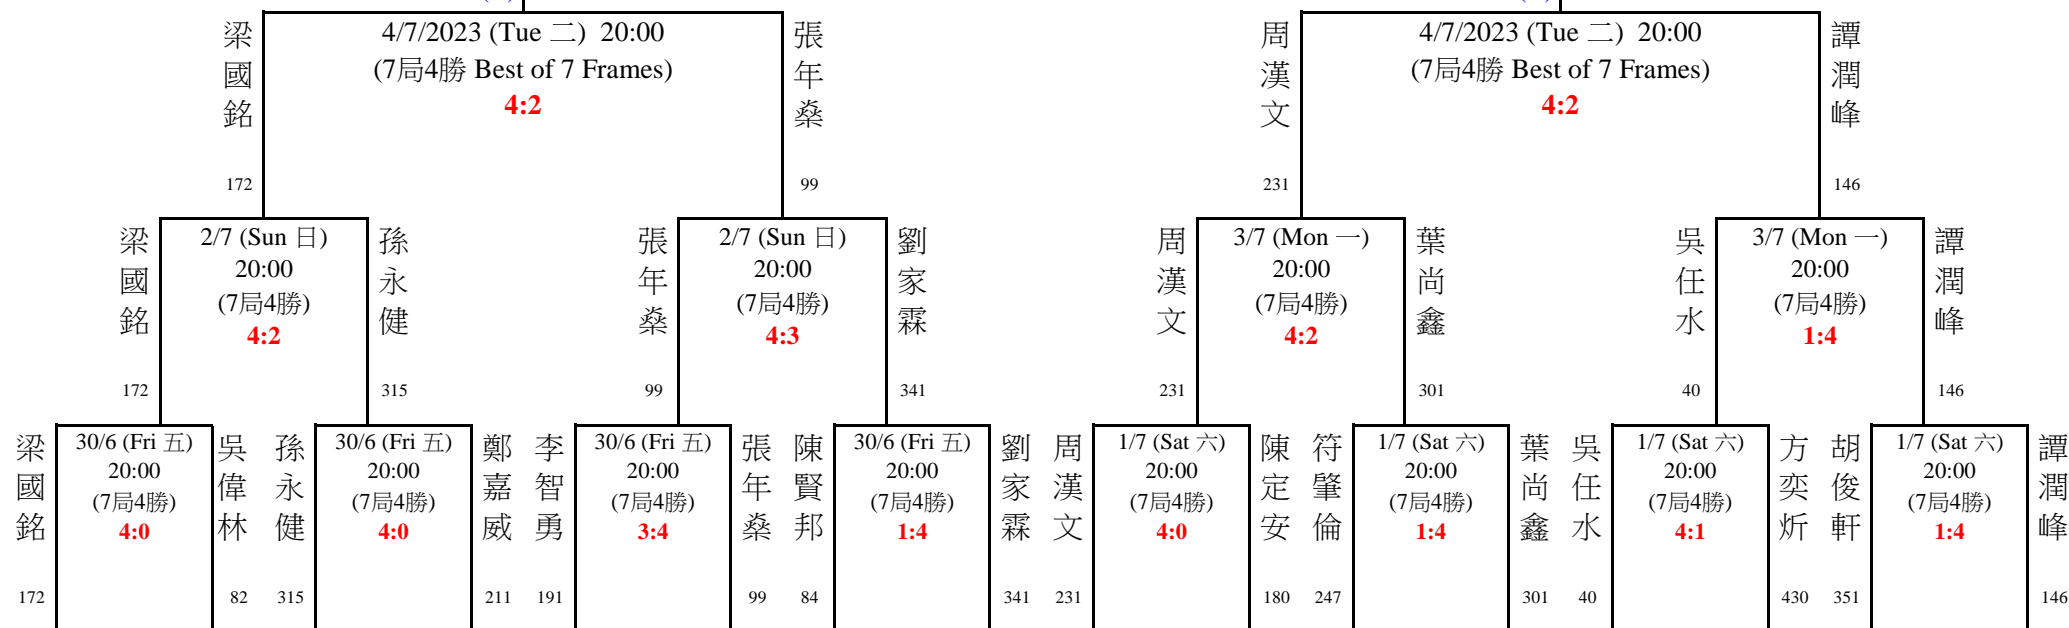 梁國銘
4/7/2023 (Tue 二) 20:00
(7局4勝 Best of 7 Frames)
4:2
張年燊
周漢文
4/7/2023 (Tue 二) 20:00
(7局4勝 Best of 7 Frames)
4:2
譚潤峰
172
99
231
146
梁國銘
2/7 (Sun 日)
20:00
(7局4勝)
4:2
孫永健
張年燊
2/7 (Sun 日)
20:00
(7局4勝)
4:3
劉家霖
周漢文
3/7 (Mon 一)
20:00
(7局4勝)
4:2
葉尚鑫
吳任水
3/7 (Mon 一)
20:00
(7局4勝)
1:4
譚潤峰
172
315
99
341
231
301
40
146
梁國銘
30/6 (Fri 五)
20:00
(7局4勝)
4:0
吳偉林
孫永健
30/6 (Fri 五)
20:00
(7局4勝)
4:0
鄭嘉威
李智勇
30/6 (Fri 五)
20:00
(7局4勝)
3:4
張年燊
陳賢邦
30/6 (Fri 五)
20:00
(7局4勝)
1:4
劉家霖
周漢文
1/7 (Sat 六)
20:00
(7局4勝)
4:0
陳定安
符肇倫
1/7 (Sat 六)
20:00
(7局4勝)
1:4
葉尚鑫
吳任水
1/7 (Sat 六)
20:00
(7局4勝)
4:1
方奕炘
胡俊軒
1/7 (Sat 六)
20:00
(7局4勝)
1:4
譚潤峰
172
82
315
211
191
99
84
341
231
180
247
301
40
430
351
146